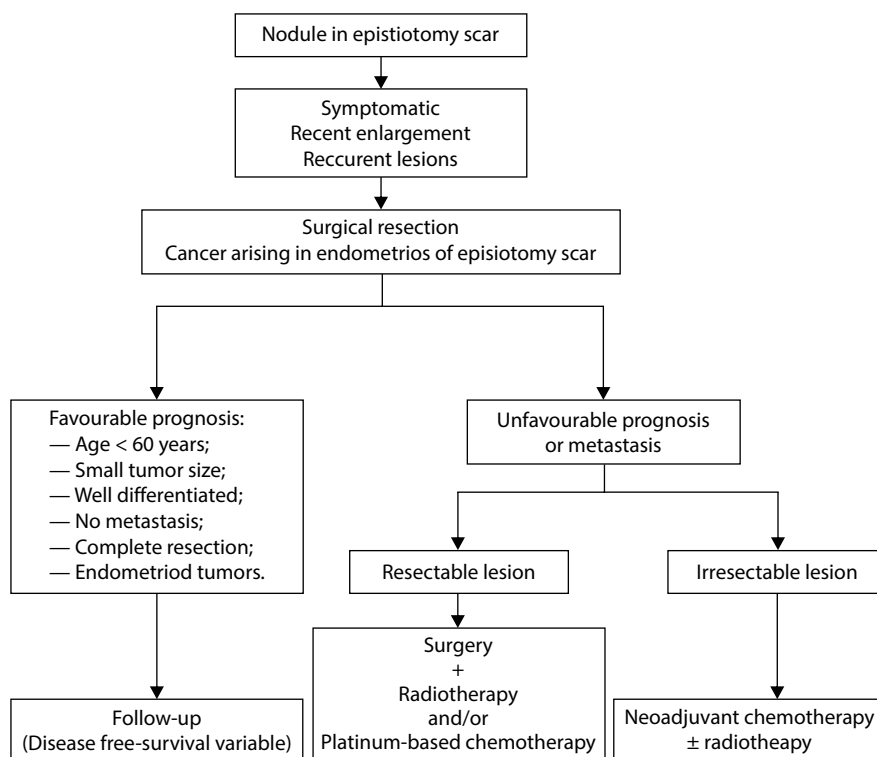 Nodule in epistiotomy scar
Symptomatic
Recent enlargement
Reccurent lesions
Surgical resection
Cancer arising in endometrios of episiotomy scar
Favourable prognosis:
— Age < 60 years;
— Small tumor size;
— Well differentiated;
— No metastasis;
— Complete resection;
— Endometriod tumors.
Unfavourable prognosis
or metastasis
Resectable lesion
Irresectable lesion
Follow-up
(Disease free-survival variable)
Surgery
+
Radiotherapy
and/or
Platinum-based chemotherapy
Neoadjuvant chemotherapy
± radiotheapy